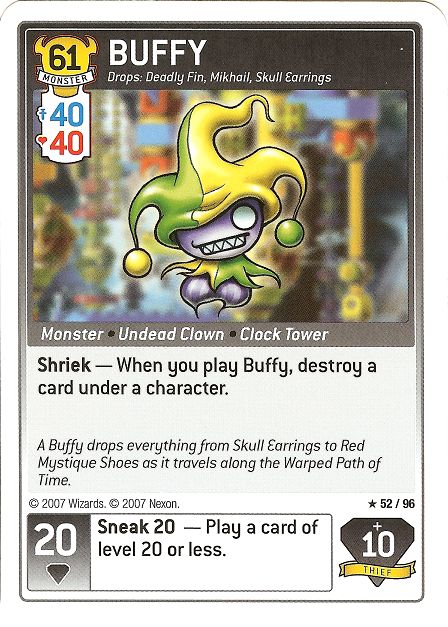 61
MONSTER
BUFFY
Drops: Deadly Fin, Mikhail, Skull Earrings
40
40
Monster • Undead Clown • Clock Tower
Shriek — When you play Buffy, destroy a
card under a character.
A Buffy drops everything from Skull Earrings to Red
Mystique Shoes as it travels along the Warped Path of
Time.
© 2007 Wizards. © 2007 Nexon.
★ 52 / 96
20
Sneak 20 — Play a card of
level 20 or less.
+
10
THIEF